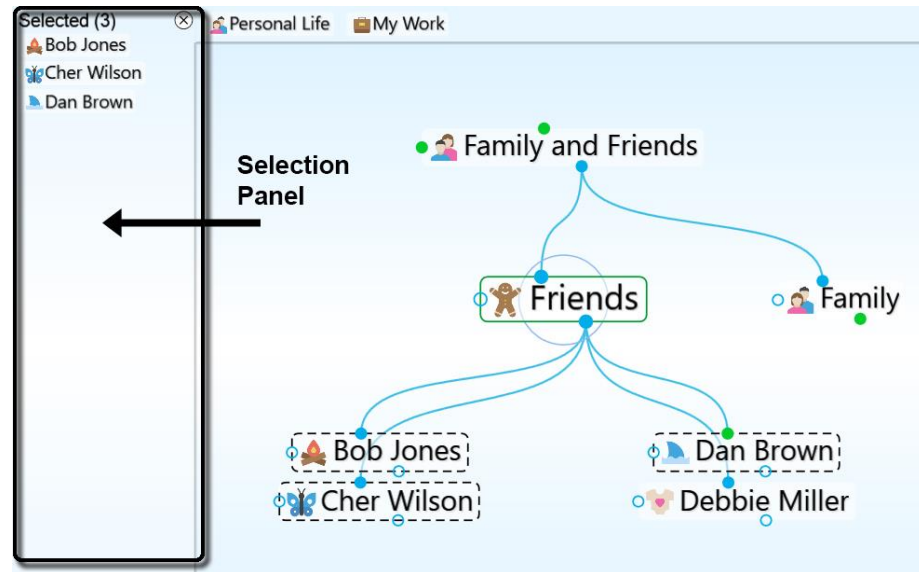 Selected (3)
Bob Jones
Cher Wilson
Dan Brown
Personal Life
My Work
Selection
Panel
Family and Friends
Friends
Family
Bob Jones
Dan Brown
Cher Wilson
Debbie Miller